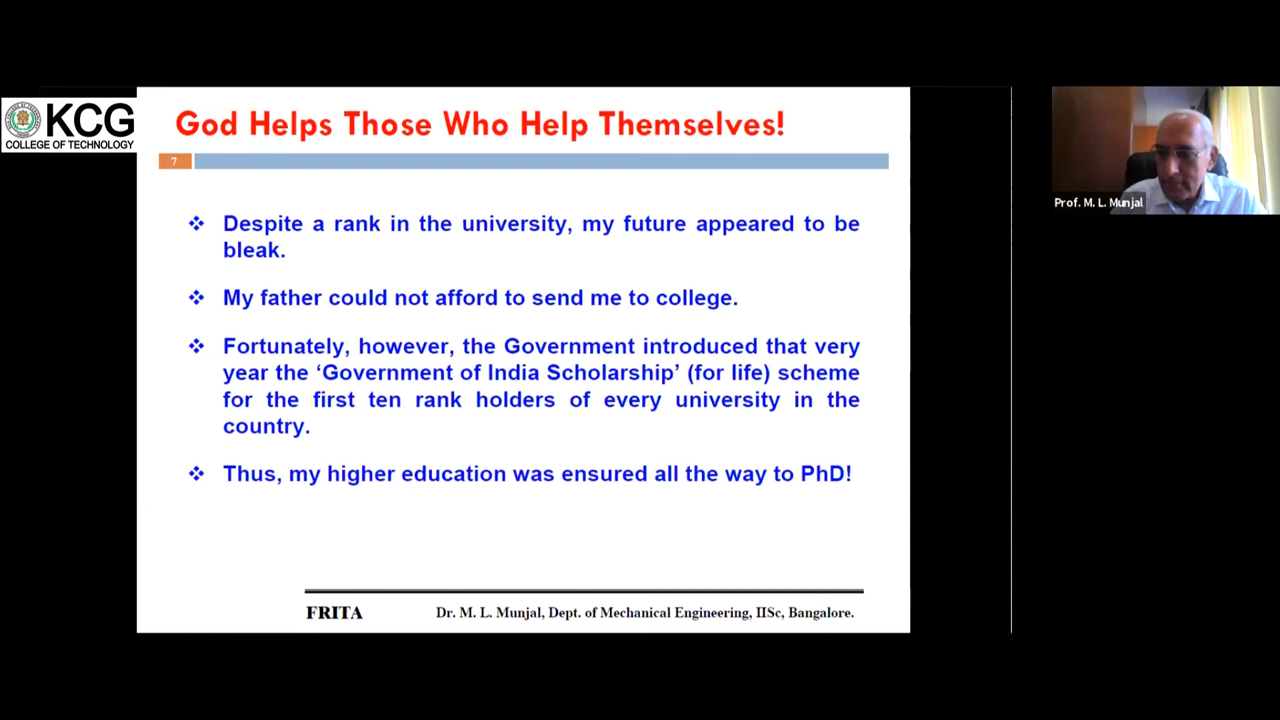 KCG
COLLEGE OF TECHNOLOGY
God Helps Those Who Help Themselves!
7
Despite a rank in the university, my future appeared to be
bleak.
My father could not afford to send me to college.
Fortunately, however, the Government introduced that very
year the ‘Government of India Scholarship’ (for life) scheme
for the first ten rank holders of every university in the
country.
Thus, my higher education was ensured all the way to PhD!
FRITA
Dr. M. L. Munjal, Dept. of Mechanical Engineering, IISc, Bangalore.
Prof. M. L. Munjal